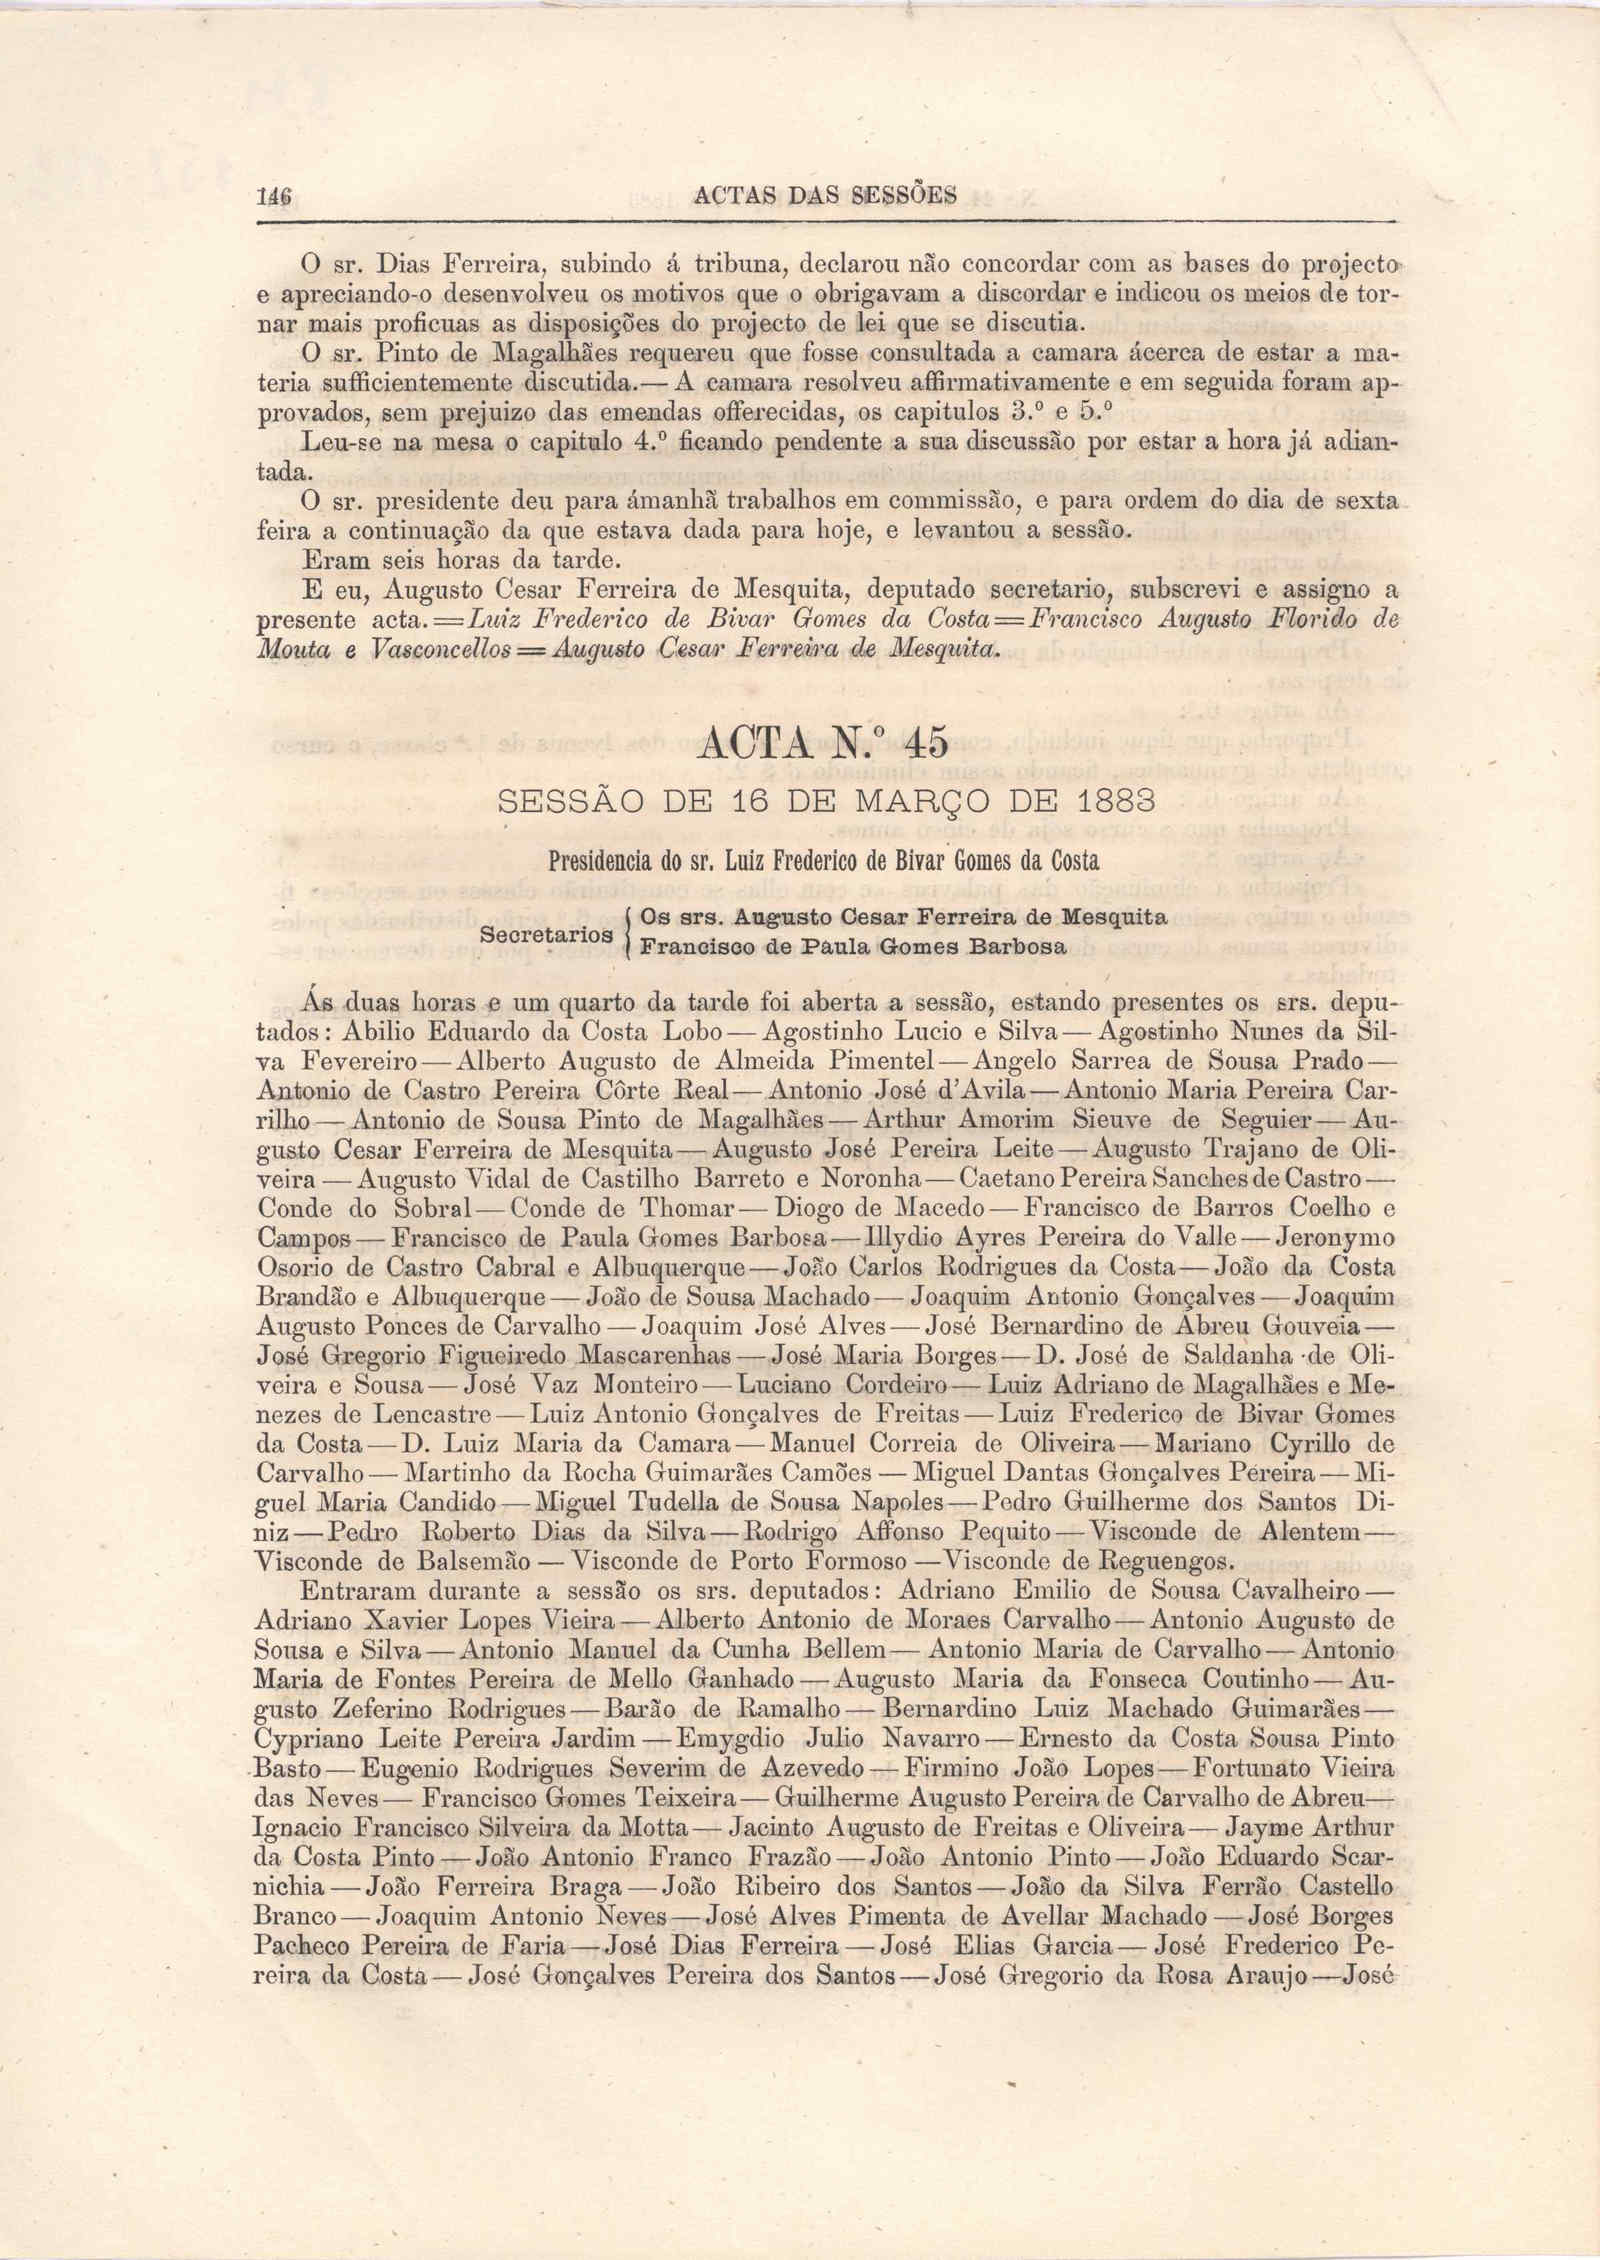 146
ACTAS DAS SESSÕES
O sr. Dias Ferreira, subindo á tribuna, declarou não concordar com as bases do projecto
e apreciando-o desenvolveu os motivos que o obrigavam a discordar e indicou os meios de tor-
nar mais proficuas as disposições do projecto de lei que se discutia.
O sr. Pinto de Magalhães requereu que fosse consultada a camara ácerca de estar a ma-
teria sufficientemente discutida.— A camara resolveu affirmativamente e em seguida foram ap-
provados, sem prejuizo das emendas offerecidas, os capitulos 3.º e 5.º
Leu-se na mesa o capitulo 4.º ficando pendente a sua discussão por estar a hora já adian-
tada.
O sr. presidente deu para ámanhã trabalhos em commissão, e para ordem do dia de sexta
feira a continuação da que estava dada para hoje, e levantou a sessão.
Eram seis horas da tarde.
E eu, Augusto Cesar Ferreira de Mesquita, deputado secretario, subscrevi e assigno a
presente acta.=Luiz Frederico de Bivar Gomes da Costa=Francisco Augusto Florido de
Mouta e Vasconcellos=Augusto Cesar Ferreira de Mesquita.
ACTA N.º 45
SESSÃO DE 16 DE MARÇO DE 1883
Presidencia do sr. Luiz Frederico de Bivar Gomes da Costa
Secretarios { Os srs. Augusto Cesar Ferreira de Mesquita
Francisco de Paula Gomes Barbosa
Ás duas horas e um quarto da tarde foi aberta a sessão, estando presentes os srs. depu-
tados: Abilio Eduardo da Costa Lobo—Agostinho Lucio e Silva—Agostinho Nunes da Sil-
va Fevereiro—Alberto Augusto de Almeida Pimentel—Angelo Sarrea de Sousa Prado—
Antonio de Castro Pereira Côrte Real—Antonio José d'Avila—Antonio Maria Pereira Car-
rilho—Antonio de Sousa Pinto de Magalhães—Arthur Amorim Sieuve de Seguier—Au-
gusto Cesar Ferreira de Mesquita—Augusto José Pereira Leite—Augusto Trajano de Oli-
veira—Augusto Vidal de Castilho Barreto e Noronha—Caetano Pereira Sanches de Castro—
Conde do Sobral—Conde de Thomar—Diogo de Macedo—Francisco de Barros Coelho e
Campos—Francisco de Paula Gomes Barbosa—Illydio Ayres Pereira do Valle—Jeronymo
Osorio de Castro Cabral e Albuquerque—João Carlos Rodrigues da Costa—João da Costa
Brandão e Albuquerque—João de Sousa Machado—Joaquim Antonio Gonçalves—Joaquim
Augusto Ponces de Carvalho—Joaquim José Alves—José Bernardino de Abreu Gouveia—
José Gregorio Figueiredo Mascarenhas—José Maria Borges—D. José de Saldanha de Oli-
veira e Sousa—José Vaz Monteiro—Luciano Cordeiro—Luiz Adriano de Magalhães e Me-
nezes de Lencastre—Luiz Antonio Gonçalves de Freitas—Luiz Frederico de Bivar Gomes
da Costa—D. Luiz Maria da Camara—Manuel Correia de Oliveira—Mariano Cyrillo de
Carvalho—Martinho da Rocha Guimarães Camões—Miguel Dantas Gonçalves Pereira—Mi-
guel Maria Candido—Miguel Tudella de Sousa Napoles—Pedro Guilherme dos Santos Di-
niz—Pedro Roberto Dias da Silva—Rodrigo Affonso Pequito—Visconde de Alentem—
Visconde de Balsemão—Visconde de Porto Formoso—Visconde de Reguengos.
Entraram durante a sessão os srs. deputados: Adriano Emilio de Sousa Cavalheiro—
Adriano Xavier Lopes Vieira—Alberto Antonio de Moraes Carvalho—Antonio Augusto de
Sousa e Silva—Antonio Manuel da Cunha Bellem—Antonio Maria de Carvalho—Antonio
Maria de Fontes Pereira de Mello Ganhado—Augusto Maria da Fonseca Coutinho—Au-
gusto Zeferino Rodrigues—Barão de Ramalho—Bernardino Luiz Machado Guimarães—
Cypriano Leite Pereira Jardim—Emygdio Julio Navarro—Ernesto da Costa Sousa Pinto
Basto—Eugenio Rodrigues Severim de Azevedo—Firmino João Lopes—Fortunato Vieira
das Neves—Francisco Gomes Teixeira—Guilherme Augusto Pereira de Carvalho de Abreu—
Ignacio Francisco Silveira da Motta—Jacinto Augusto de Freitas e Oliveira—Jayme Arthur
da Costa Pinto—João Antonio Franco Frazão—João Antonio Pinto—João Eduardo Scar-
nichia—João Ferreira Braga—João Ribeiro dos Santos—João da Silva Ferrão Castello
Branco—Joaquim Antonio Neves—José Alves Pimenta de Avellar Machado—José Borges
Pacheco Pereira de Faria—José Dias Ferreira—José Elias Garcia—José Frederico Pe-
reira da Costa—José Gonçalves Pereira dos Santos—José Gregorio da Rosa Araujo—José